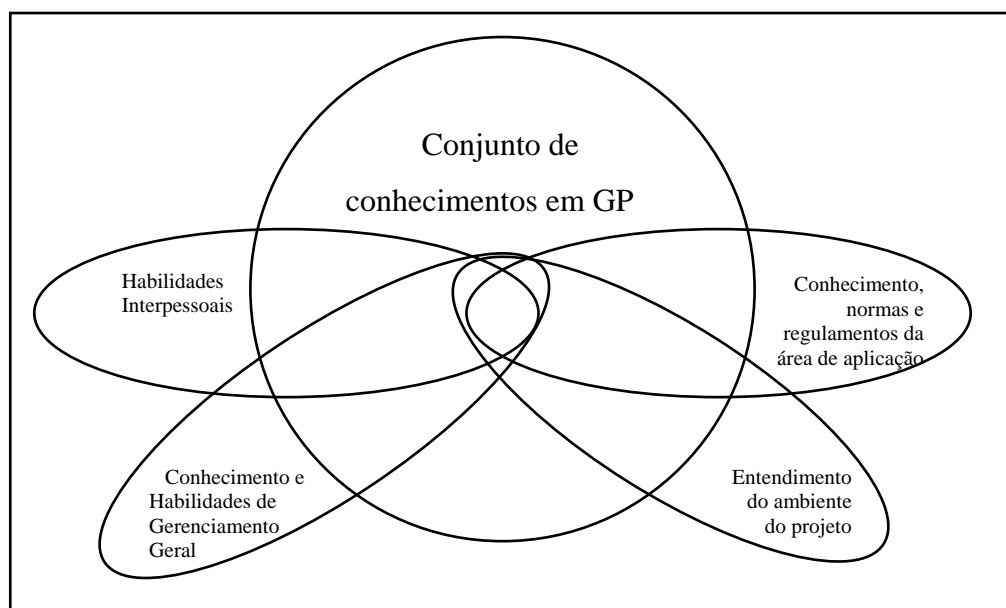 Conjunto de
conhecimentos em GP
Habilidades
Interpessoais
Conhecimento,
normas e
regulamentos da
área de aplicação
Conhecimento e
Habilidades de
Gerenciamento
Geral
Entendimento
do ambiente
do projeto